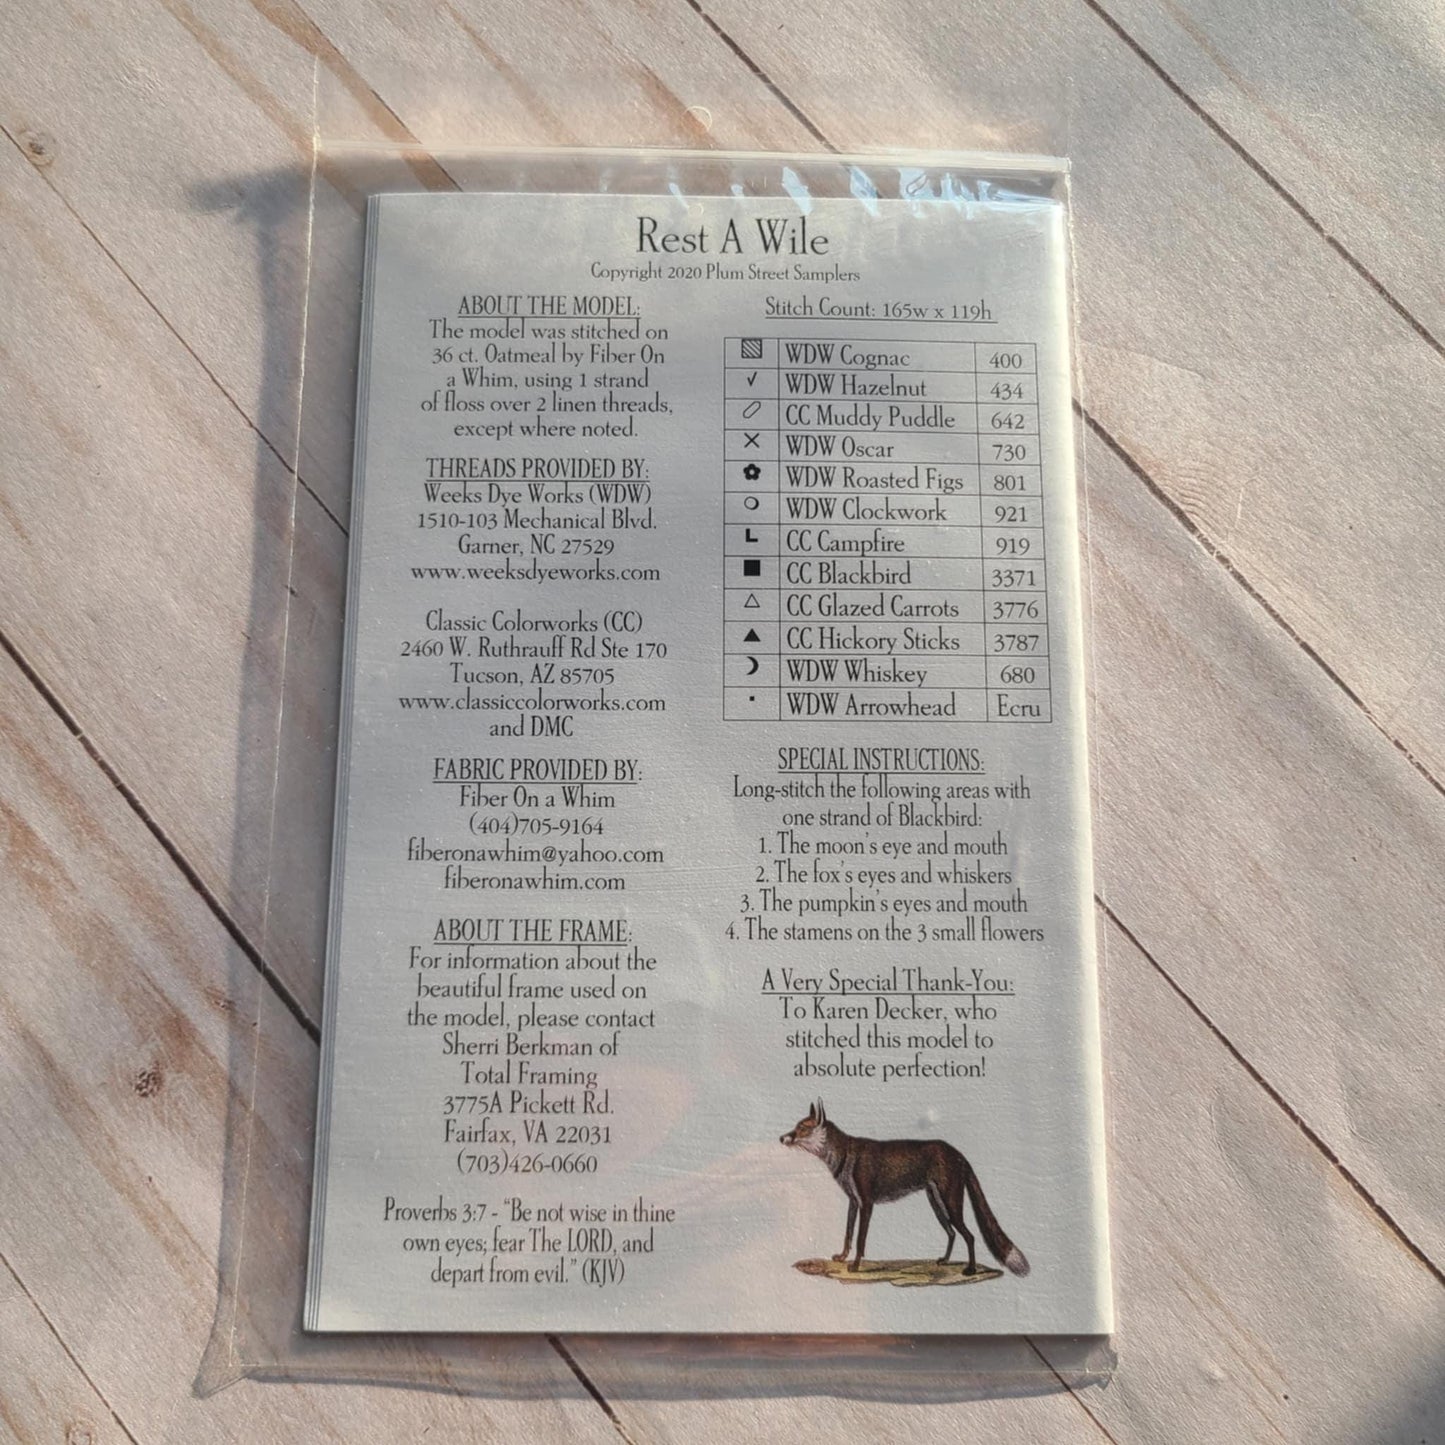 Rest A Wile
Copyright 2020 Plum Street Samplers
ABOUT THE MODEL:
The model was stitched on
36 ct. Oatmeal by Fiber On
a Whim, using 1 strand
of floss over 2 linen threads,
except where noted.
THREADS PROVIDED BY:
Weeks Dye Works (WDW)
1510-103 Mechanical Blvd.
Garner, NC 27529
www.weeksdyeworks.com
Classic Colorworks (CC)
2460 W. Ruthrauff Rd Ste 170
Tucson, AZ 85705
www.classiccolorworks.com
and DMC
FABRIC PROVIDED BY:
Fiber On a Whim
(404)705-9164
fiberonawhim@yahoo.com
fiberonawhim.com
ABOUT THE FRAME:
For information about the
beautiful frame used on
the model, please contact
Sherri Berkman of
Total Framing
3775A Pickett Rd.
Fairfax, VA 22031
(703)426-0660
Proverbs 3:7 - "Be not wise in thine
own eyes; fear The LORD, and
depart from evil." (KJV)
Stitch Count: 165w x 119h
WDW Cognac 400
WDW Hazelnut 434
CC Muddy Puddle 642
WDW Oscar 730
WDW Roasted Figs 801
WDW Clockwork 921
CC Campfire 919
CC Blackbird 3371
CC Glazed Carrots 3776
CC Hickory Sticks 3787
WDW Whiskey 680
WDW Arrowhead Ecru
SPECIAL INSTRUCTIONS:
Long-stitch the following areas with
one strand of Blackbird:
1. The moon's eye and mouth
2. The fox's eyes and whiskers
3. The pumpkin's eyes and mouth
4. The stamens on the 3 small flowers
A Very Special Thank-You:
To Karen Decker, who
stitched this model to
absolute perfection!